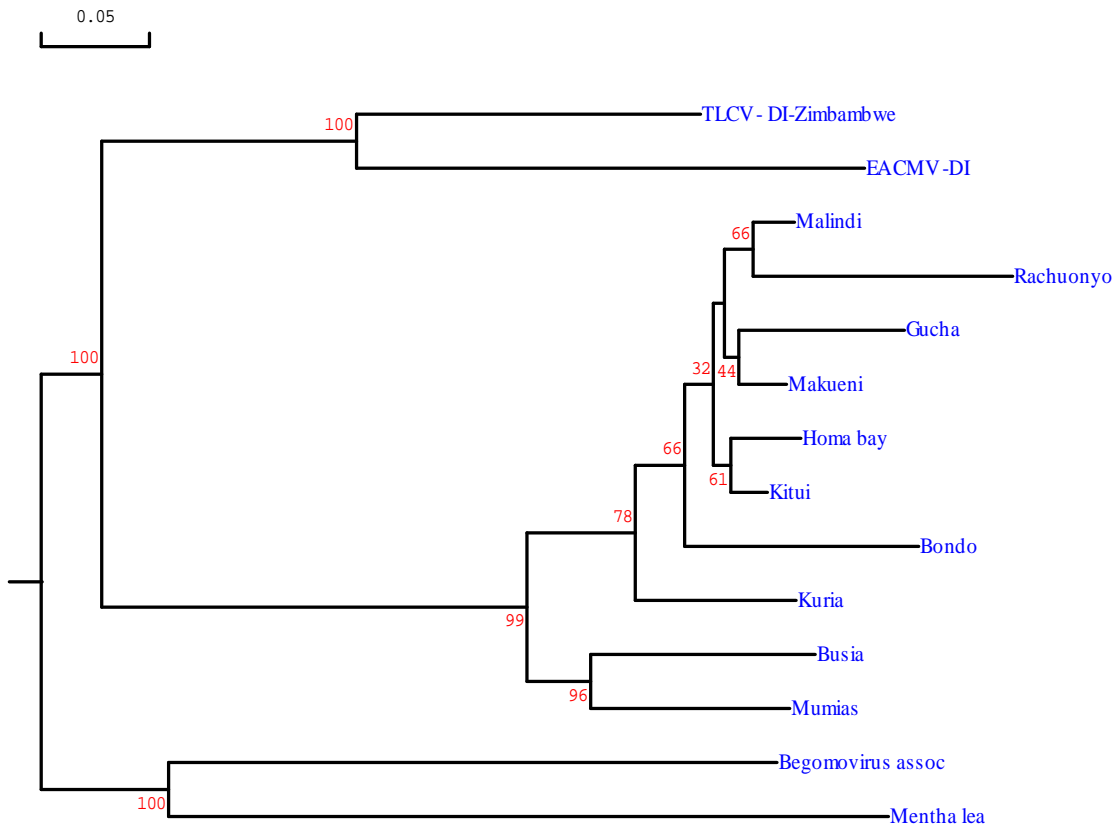 0.05
TLCV- DI-Zimbambwe
100
EACMV-DI
Malindi
66
Rachuonyo
Gucha
100
32
44
Makueni
Homa bay
66
61
Kitui
78
Bondo
Kuria
99
Busia
96
Mumias
Begomovirus assoc
100
Mentha lea